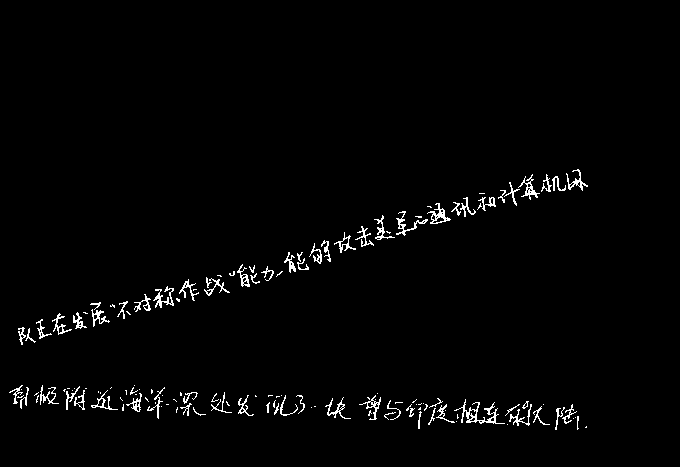 队正在发展“不对称作战”能力,能够攻击美军心通讯和计算机网
南极附近海洋深处发现了一块曾与印度相连的大陆.